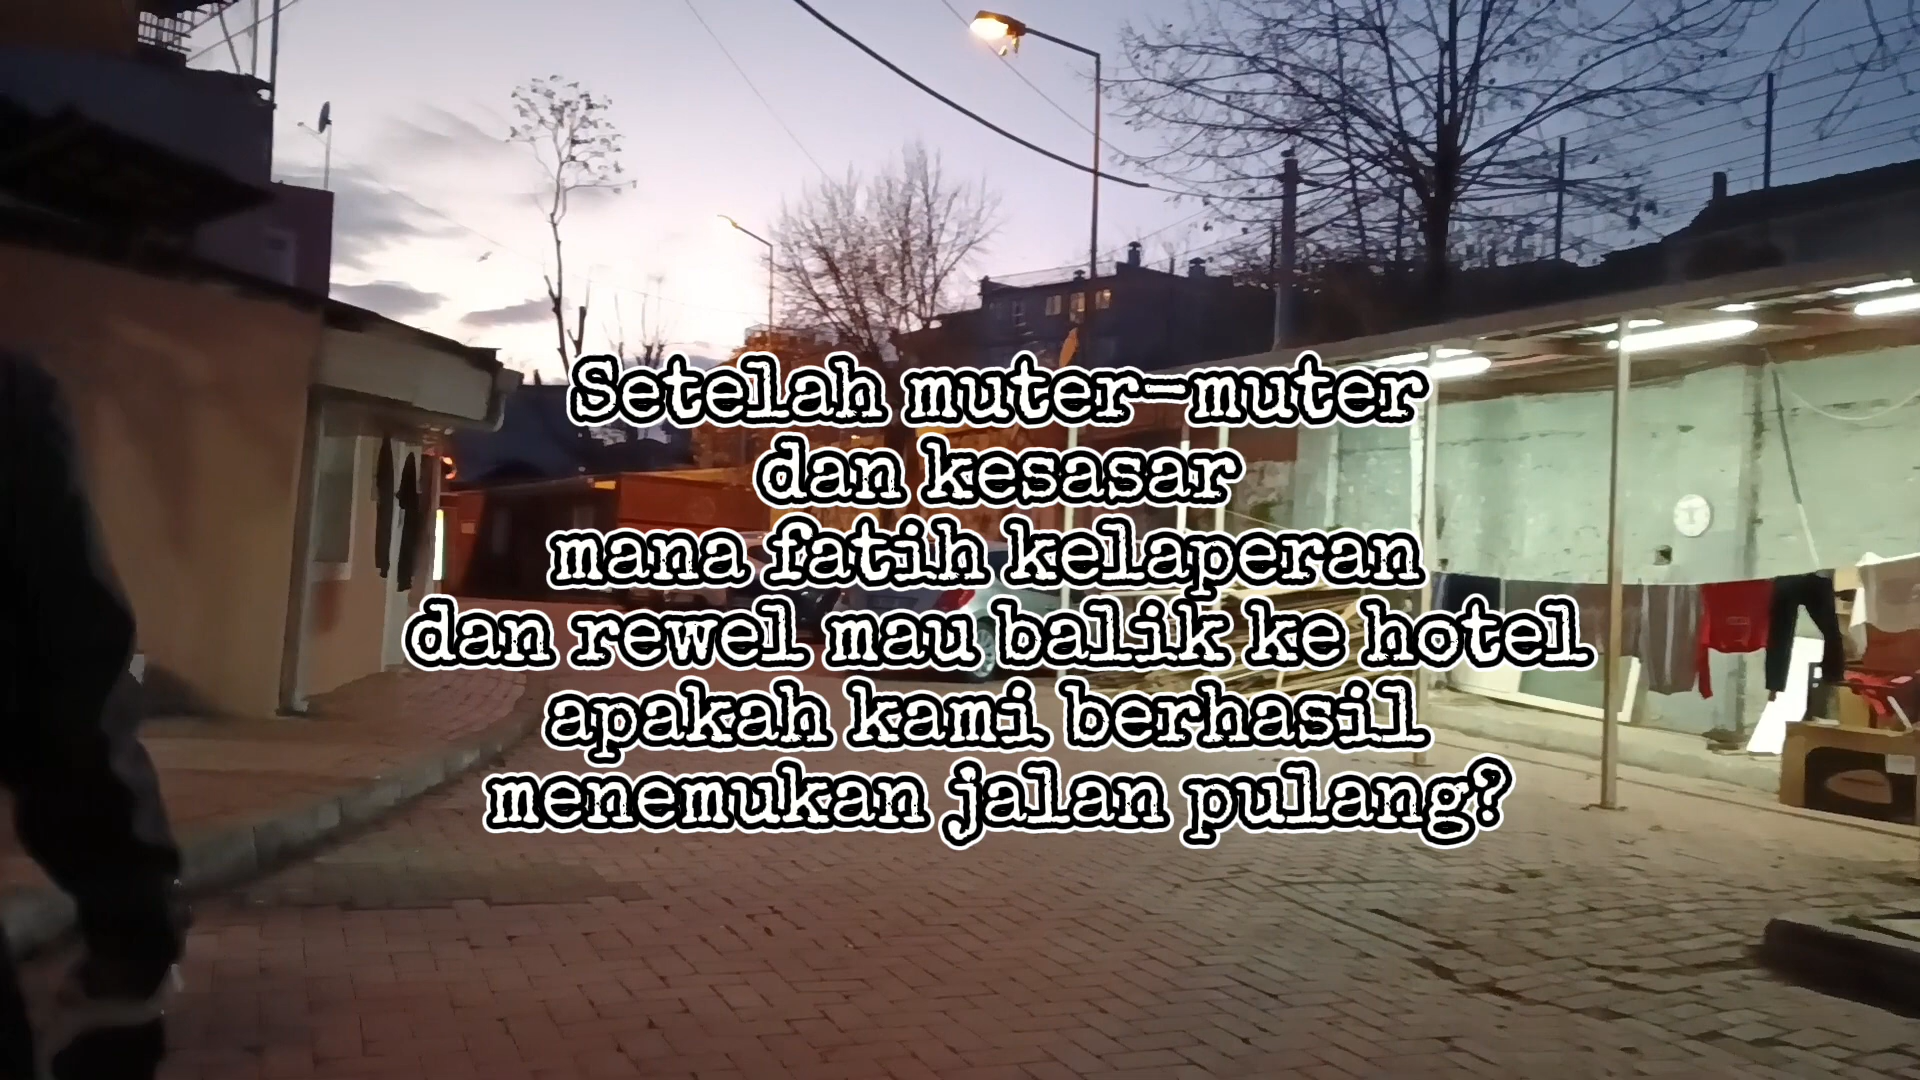 Setelah muter-muter
dan kesasar
mana fatih kelaperan
dan rewel mau balik ke hotel
apakah kami berhasil
menemukan jalan pulang?